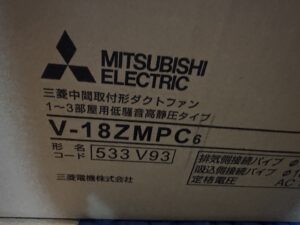 MITSUBISHI
ELECTRIC
三菱中間取付形ダクトファン
1～3部屋用低騒音高静圧タイプ
V-18ZMPC6
形名
コード 533V93
排気側接続パイプ
吸込側接続パイプ
定格電圧 AC
三菱電機株式会社